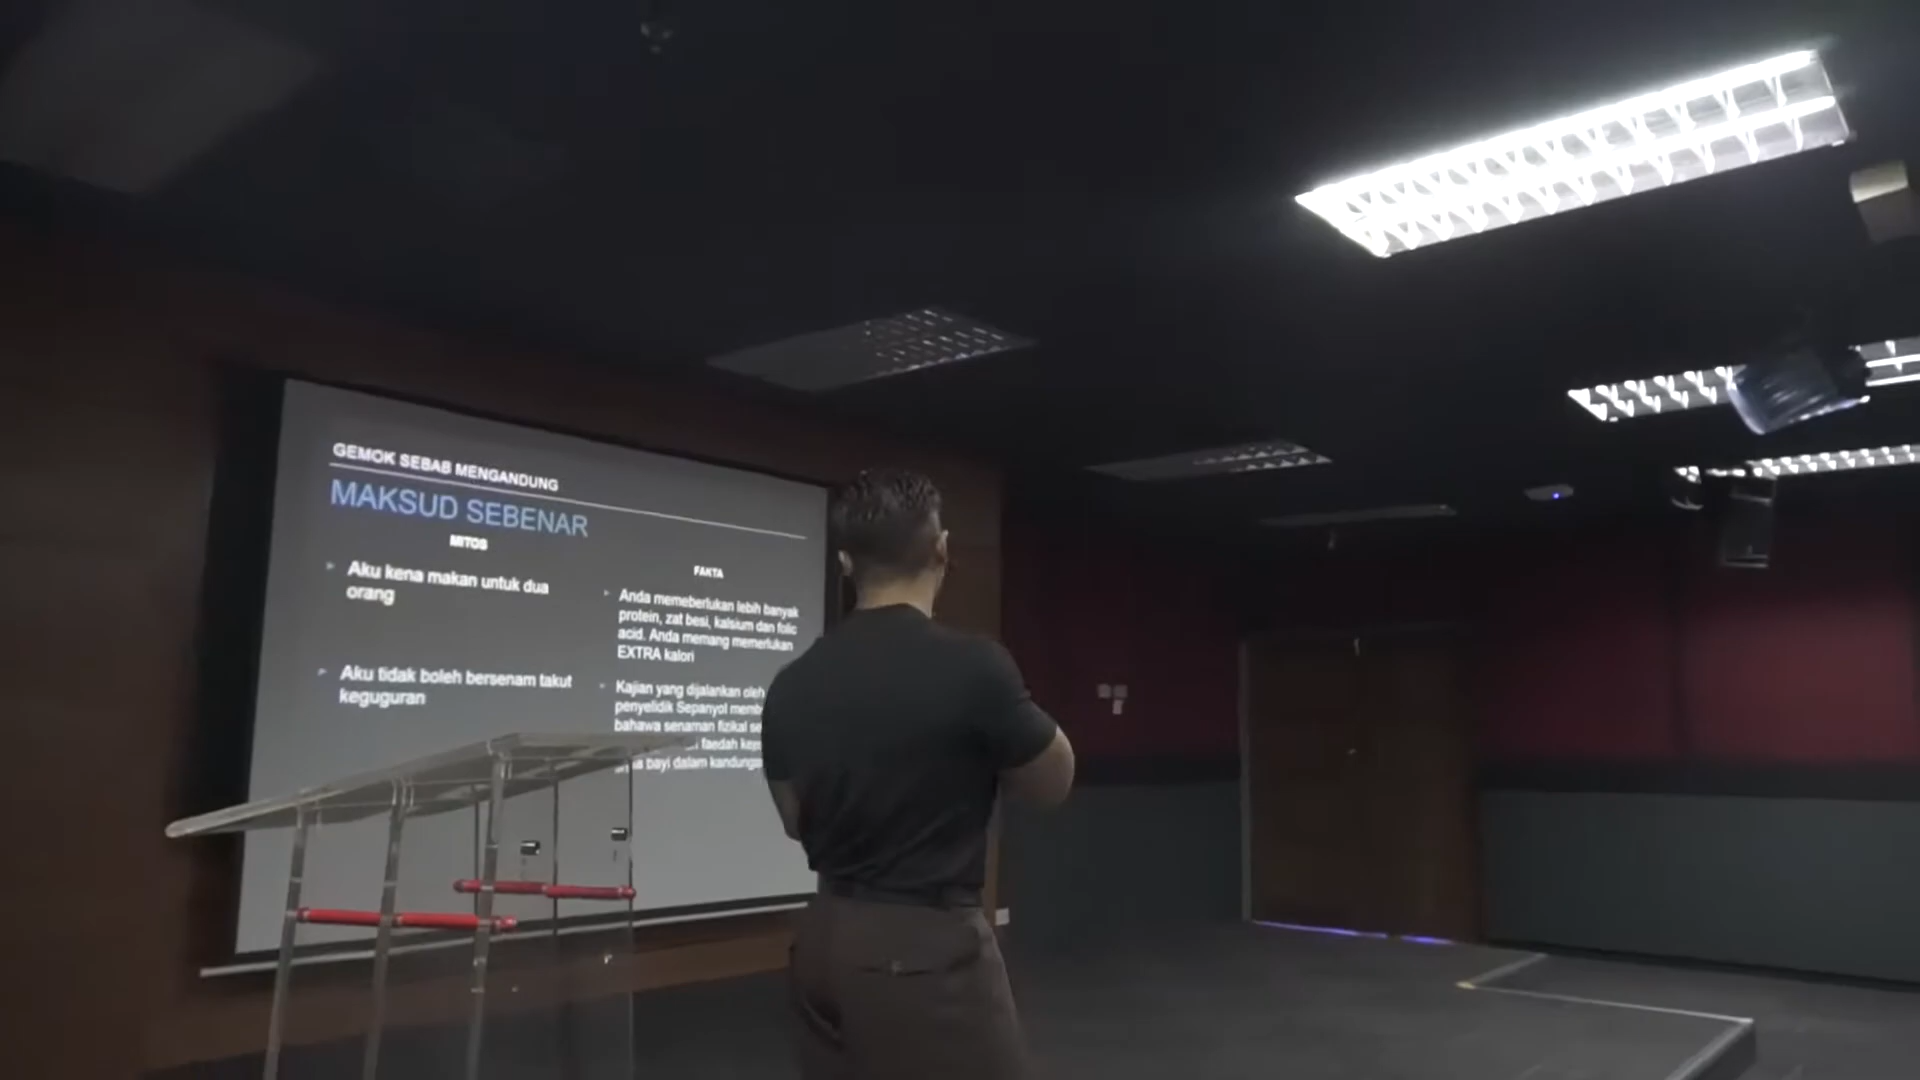 GEMOK SEBAB MENGANDUNG
MAKSUD SEBENAR
MITOS
Aku kena makan untuk dua
orang
Aku tidak boleh bersenam takut
keguguran
FAKTA
Anda memeberlukan lebih banyak
protein, zat besi, kalsium dan folic
acid. Anda memang memerlukan
EXTRA kalori
Kajian yang dijalankan oleh
penyelidik Sepanyol
bahawa senaman fizikal
faedah
bayi dalam